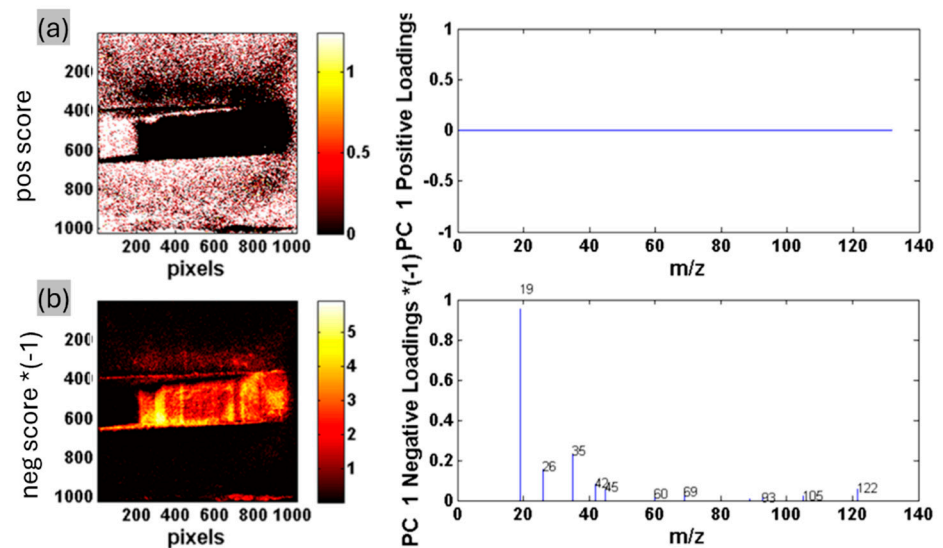 (a)
pos score
200
400
600
800
1000
200 400 600 800 1000
pixels
1
0.5
0
PC 1 Positive Loadings
1
0.5
0
-0.5
-1
0 20 40 60 80 100 120 140
m/z
(b)
neg score *(-1)
200
400
600
800
1000
200 400 600 800 1000
pixels
5
4
3
2
1
PC 1 Negative Loadings *(-1)
1
0.8
0.6
0.4
0.2
0
19
26
35
42
45
60
69
93
105
122
0 20 40 60 80 100 120 140
m/z